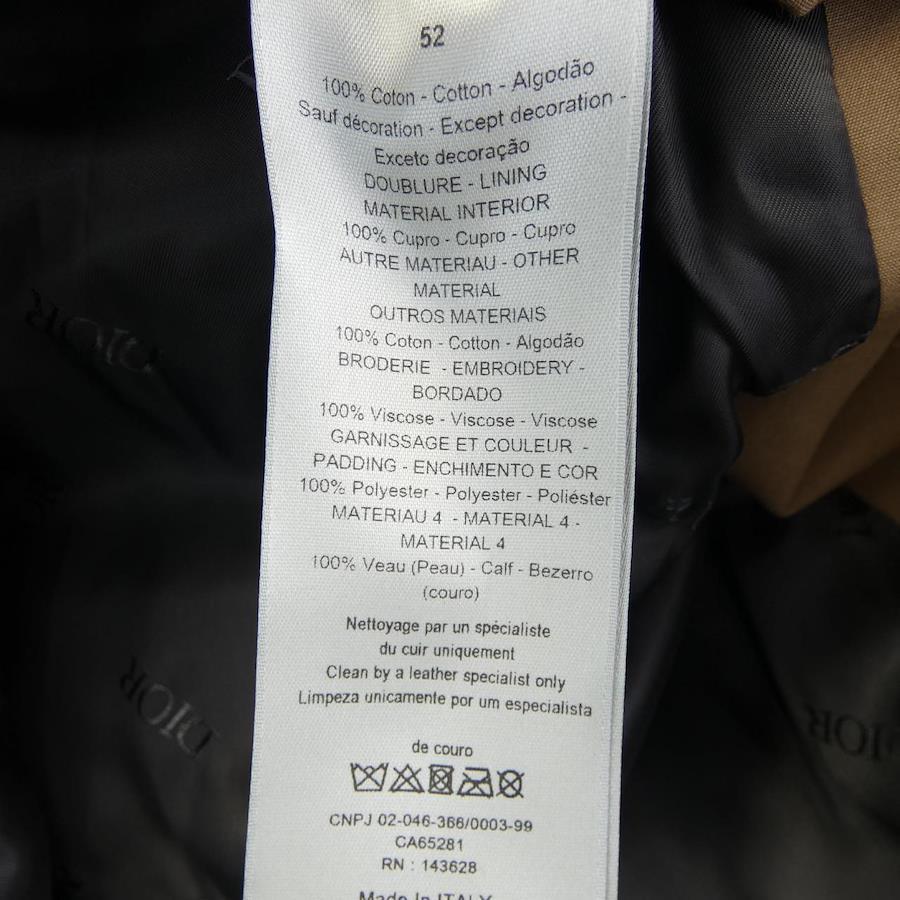 52
100% Coton - Cotton - Algodão
Sauf décoration - Except decoration -
Exceto decoração
DOUBLURE - LINING
MATERIAL INTERIOR
100% Cupro - Cupro - Cupro
AUTRE MATERIAU - OTHER
MATERIAL
OUTROS MATERIAIS
100% Coton - Cotton - Algodão
BRODERIE - EMBROIDERY -
BORDADO
100% Viscose - Viscose - Viscose
GARNISSAGE ET COULEUR -
PADDING - ENCHIMENTO E COR
100% Polyester - Polyester - Poliéster
MATERIAU 4 - MATERIAL 4 -
MATERIAL 4
100% Veau (Peau) - Calf - Bezerro
(couro)
Nettoyage par un spécialiste
du cuir uniquement
Clean by a leather specialist only
Limpeza unicamente por um especialista
de couro
CNPJ 02-046-366/0003-99
CA65281
RN : 143628
Made In ITALY
DIOR
DIOR
DIOR